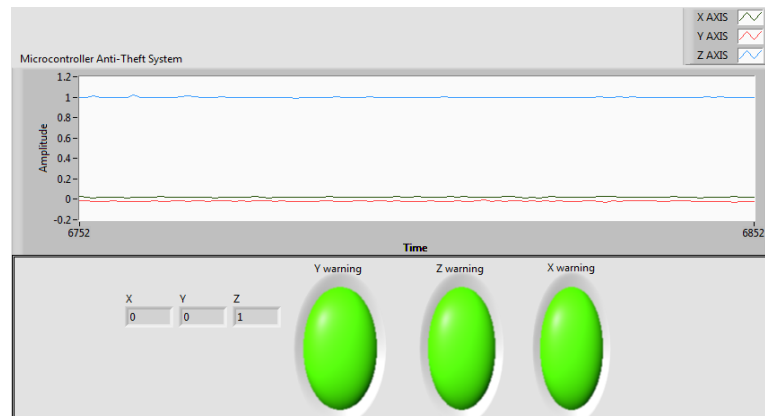 X AXIS
Y AXIS
Z AXIS
Microcontroller Anti-Theft System
1.2
1
0.8
0.6
0.4
0.2
0
-0.2
Amplitude
6752
6852
Time
Y warning
Z warning
X warning
X
Y
Z
0
0
1